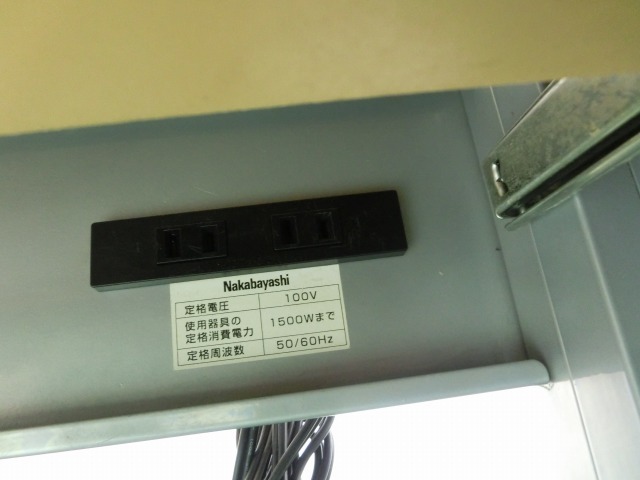 Nakabayashi
定格電圧 100V
使用器具の
定格消費電力 1500Wまで
定格周波数 50/60Hz